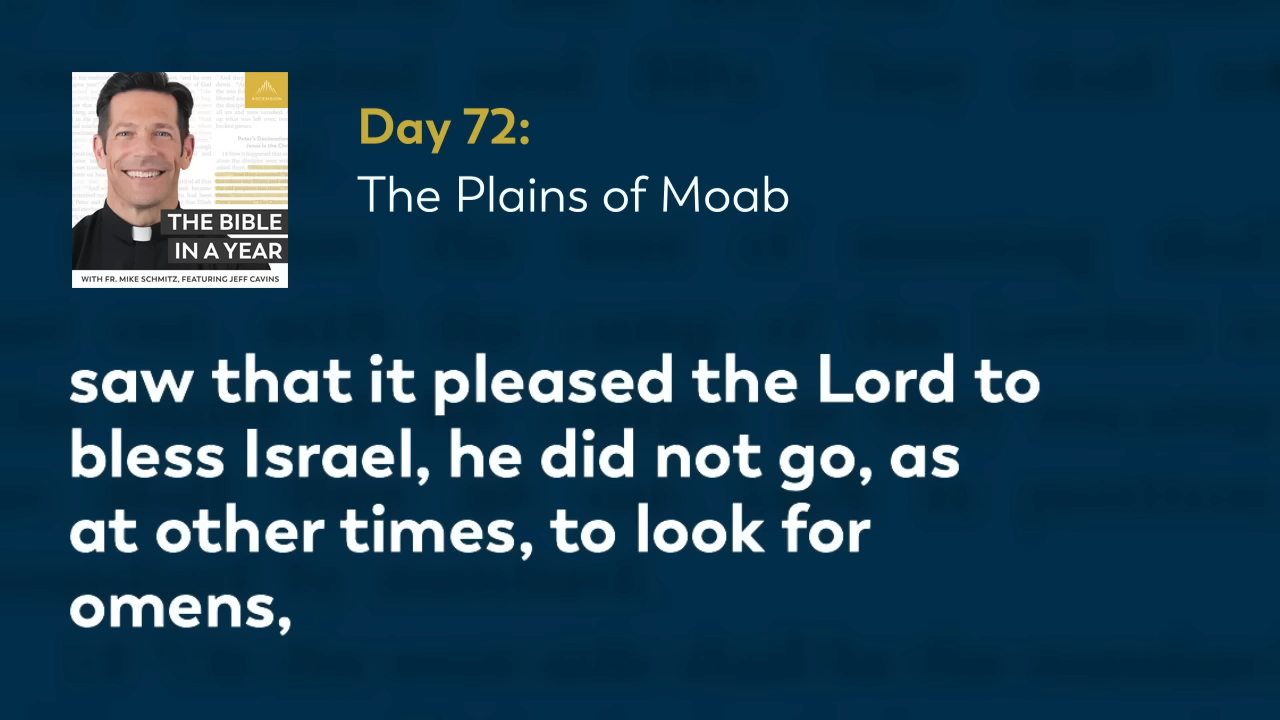 Day 72:
The Plains of Moab
ASCENSION
THE BIBLE
IN A YEAR
WITH FR. MIKE SCHMITZ, FEATURING JEFF CAVINS
saw that it pleased the Lord to
bless Israel, he did not go, as
at other times, to look for
omens,